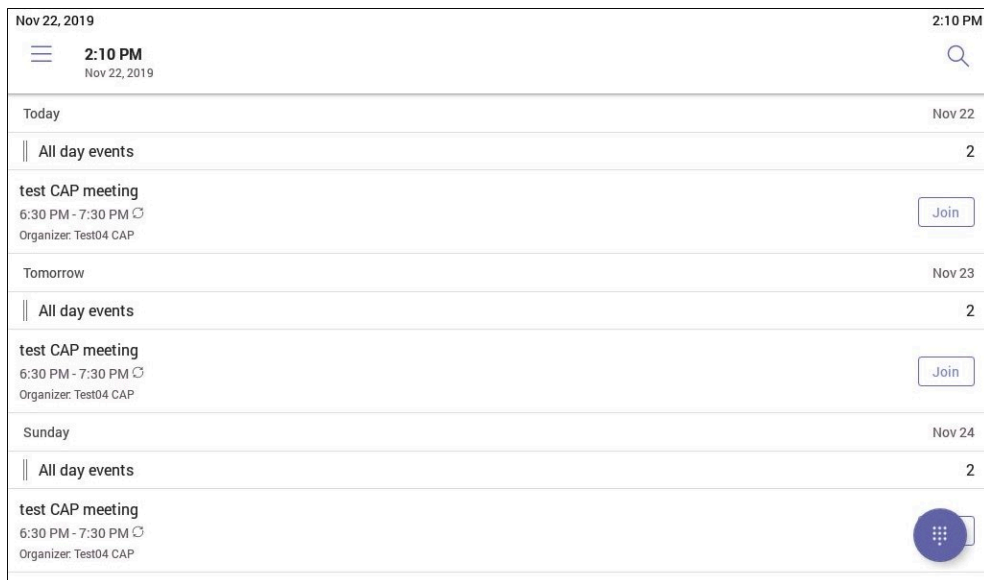 Nov 22, 2019 2:10 PM
2:10 PM
Nov 22, 2019
Today Nov 22
All day events 2
test CAP meeting
6:30 PM - 7:30 PM
Join
Organizer: Test04 CAP
Tomorrow Nov 23
All day events 2
test CAP meeting
6:30 PM - 7:30 PM
Join
Organizer: Test04 CAP
Sunday Nov 24
All day events 2
test CAP meeting
6:30 PM - 7:30 PM
Organizer: Test04 CAP